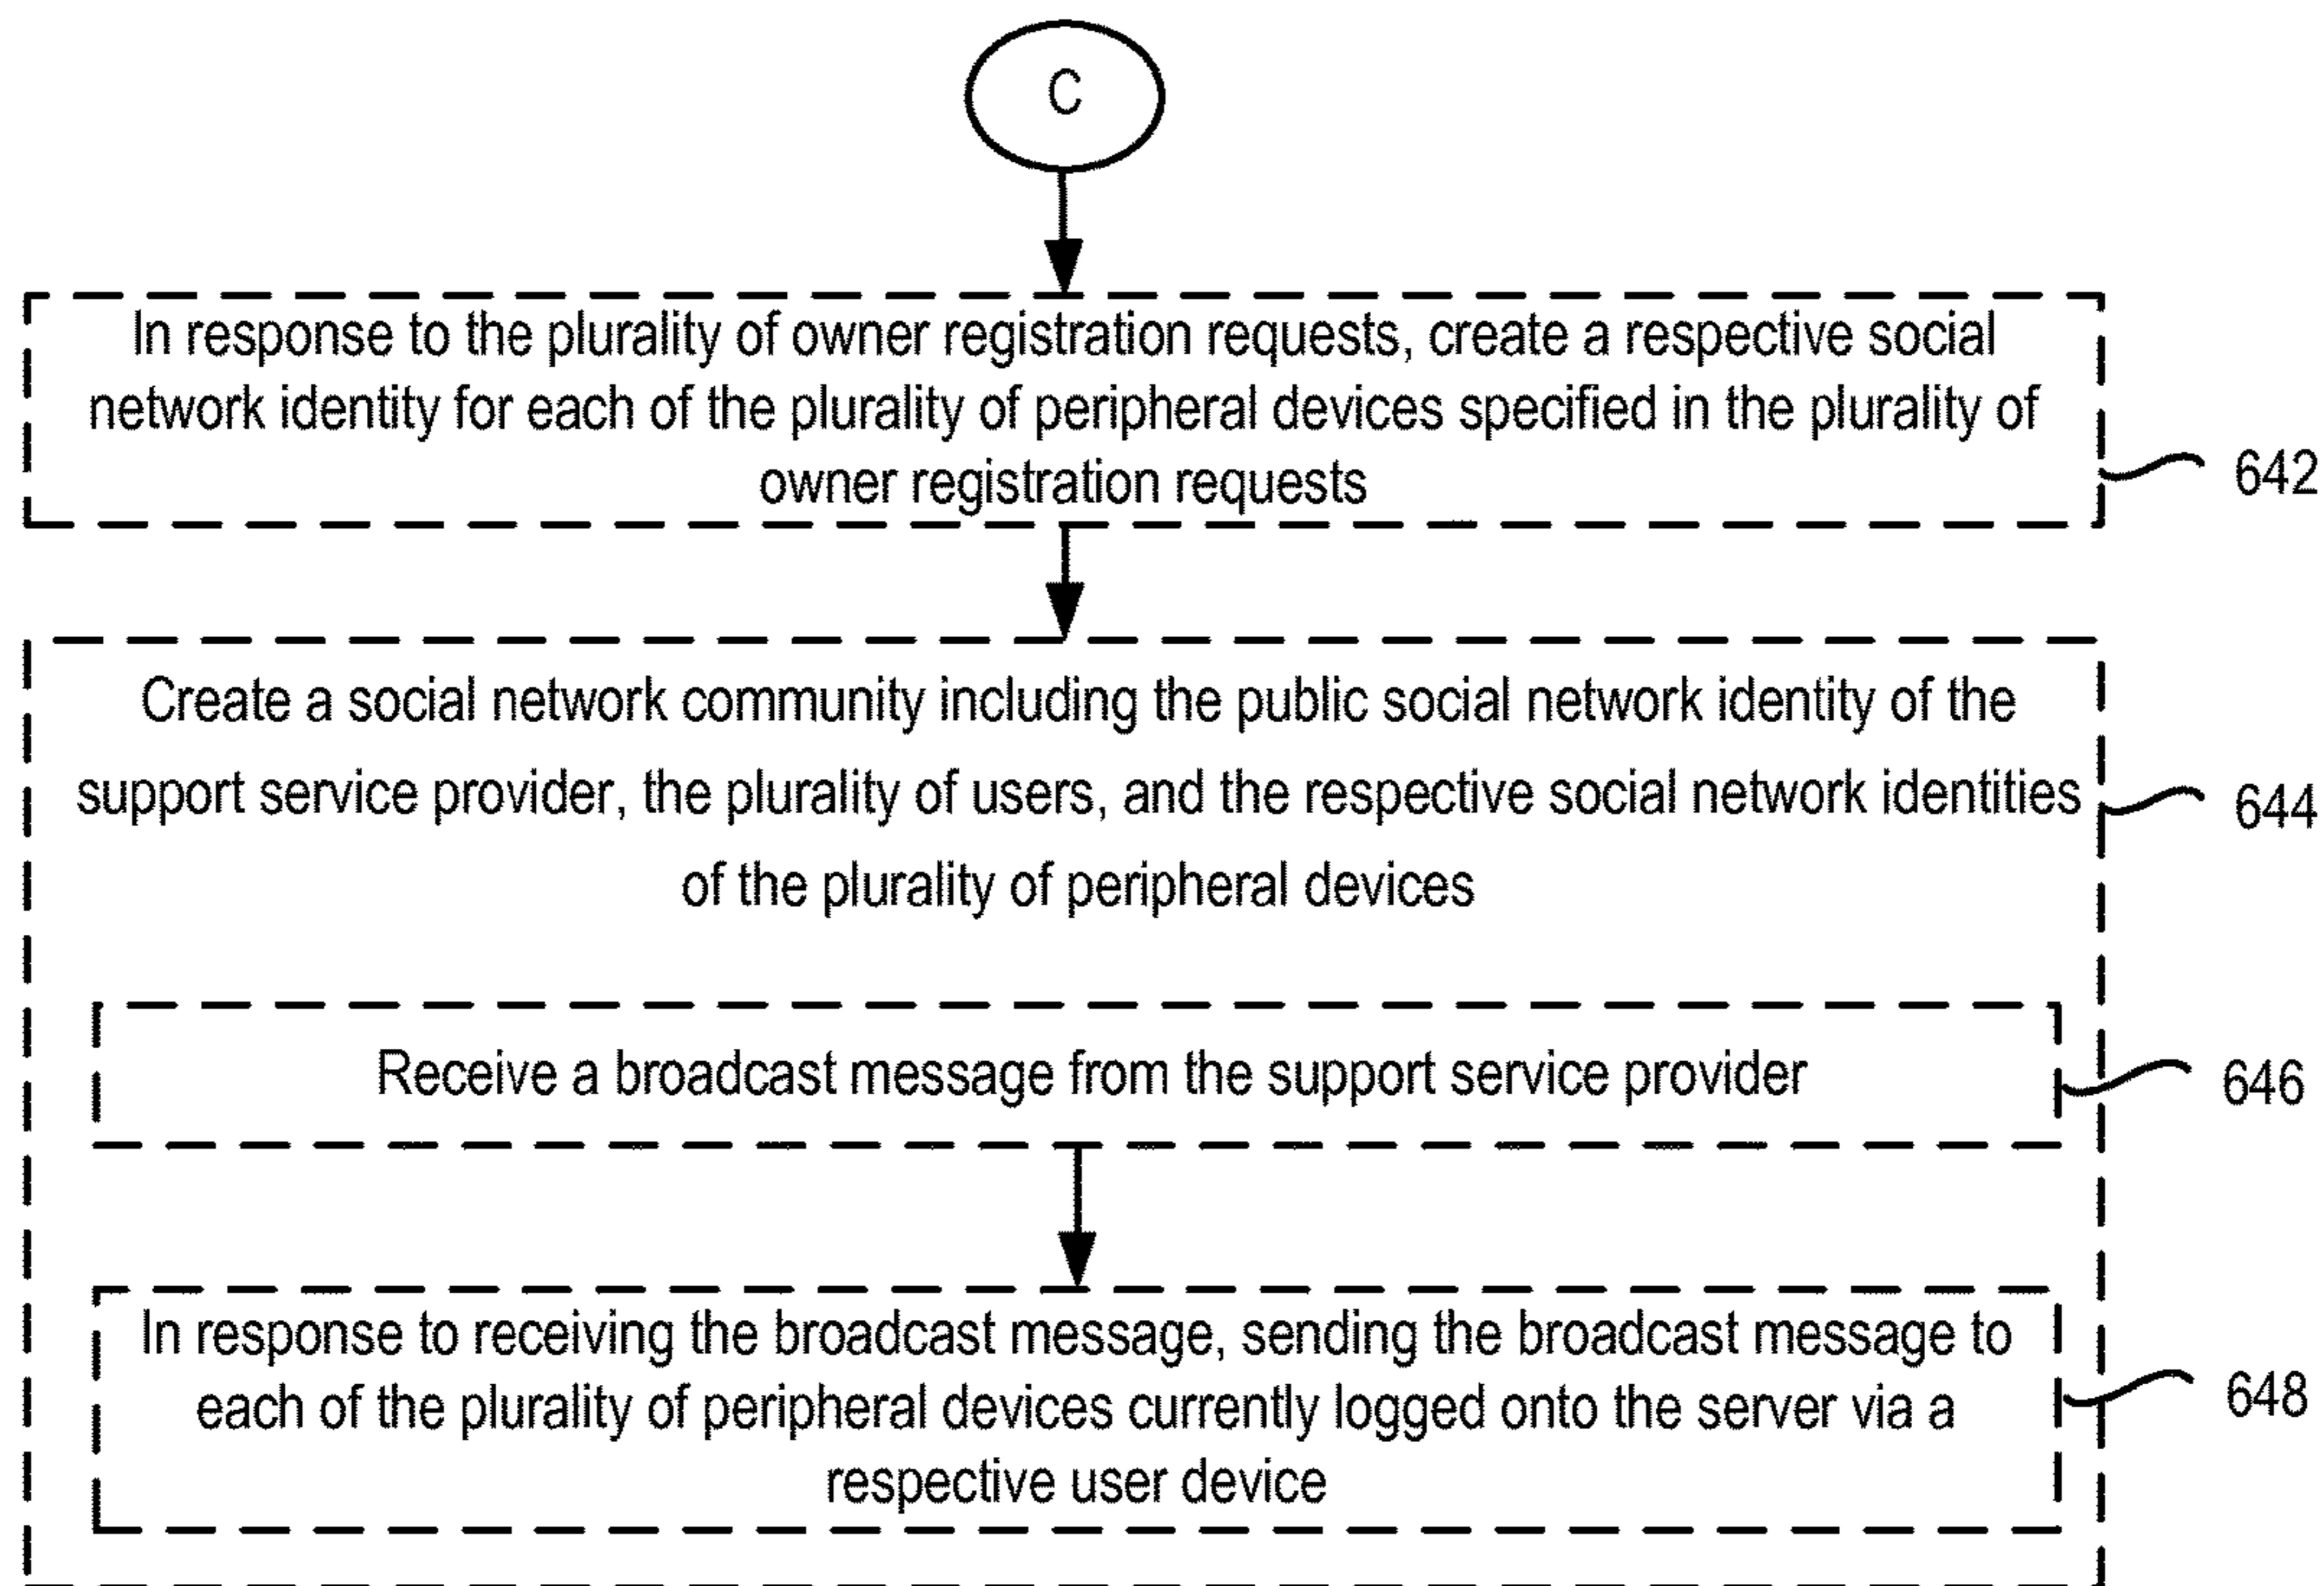 C
In response to the plurality of owner registration requests, create a respective social
network identity for each of the plurality of peripheral devices specified in the plurality of
owner registration requests
642
Create a social network community including the public social network identity of the
support service provider, the plurality of users, and the respective social network identities
of the plurality of peripheral devices
644
Receive a broadcast message from the support service provider
646
In response to receiving the broadcast message, sending the broadcast message to
each of the plurality of peripheral devices currently logged onto the server via a
respective user device
648